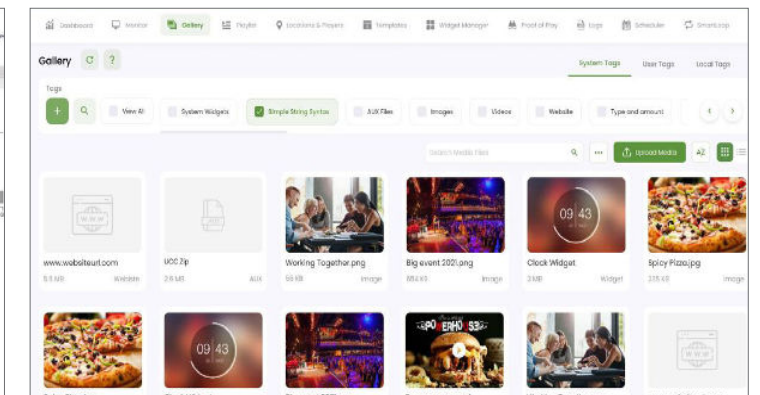 Dashboard Monitor Gallery Playlist Locations & Players Templates Widget Manager Proof of Play Logs Scheduler SmartLoop
Gallery ?
System Tags User Tags Local Tags
Tags
+ View All System Widgets Simple String Syntax AUX Files Images Videos Website Type and amount
Search Media Files Upload Media AZ
WWW
09 43
www.websiteurl.com UCC Zip Working Together.png Big event 2021.png Clock Widget Spicy Pizza.jpg
Website 2.6 MB AUX Image Image 2 MB Widget Image
09 43 POWERHOUSE WWW